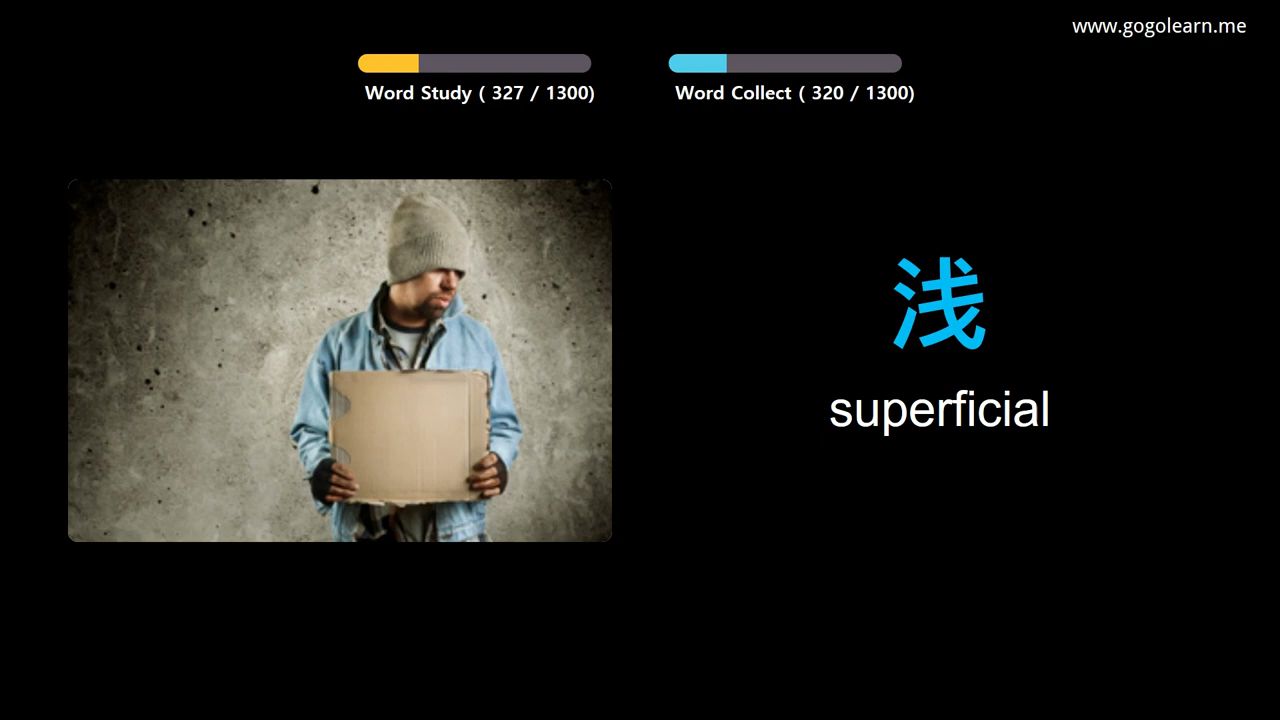 www.gogolearn.me
Word Study ( 327 / 1300)
Word Collect ( 320 / 1300)
浅
superficial